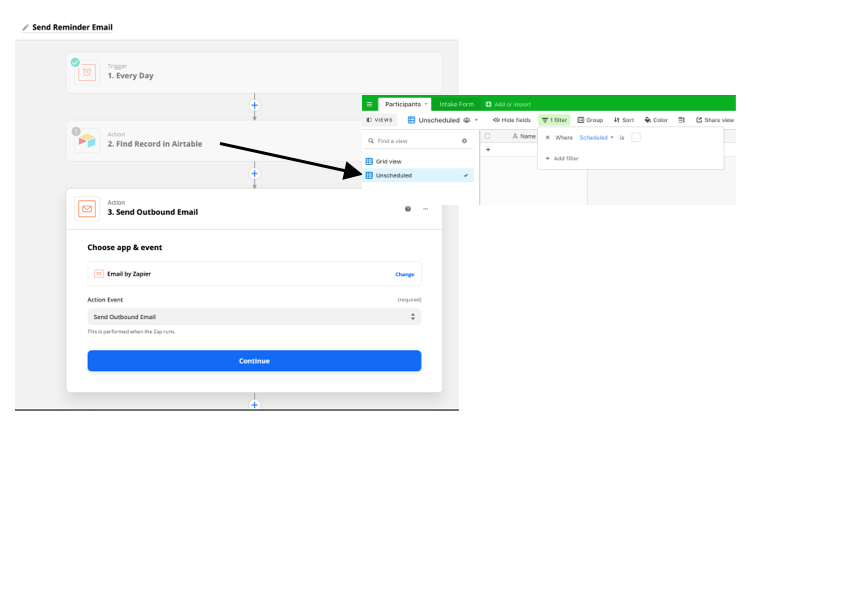 Send Reminder Email
Trigger
1. Every Day
Action
2. Find Record in Airtable
Action
3. Send Outbound Email
Choose app & event
Email by Zapier
Change
Action Event
(required)
Send Outbound Email
This is performed when the Zap runs.
Continue
Participants
Intake Form
Add or import
VIEWS
Unscheduled
Hide fields
1 filter
Group
Sort
Color
Share view
Find a view
Grid view
Unscheduled
A Name
Where Scheduled is
+ Add filter